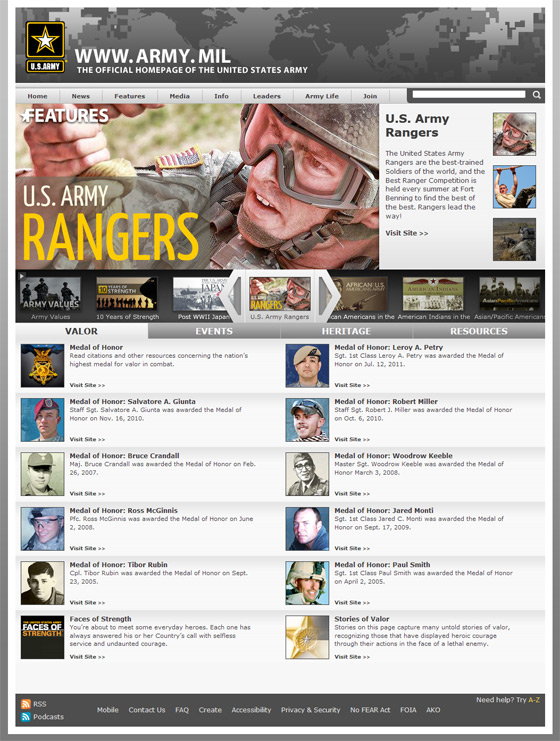 U.S.ARMY
WWW.ARMY.MIL
THE OFFICIAL HOMEPAGE OF THE UNITED STATES ARMY
Home News Features Media Info Leaders Army Life Join
FEATURES
U.S. ARMY
RANGERS
U.S. Army
Rangers
The United States Army
Rangers are the best-trained
Soldiers of the world, and the
Best Ranger Competition is
held every summer at Fort
Benning to find the best of
the best. Rangers lead the
way!
Visit Site >>
ARMY VALUES
10 YEARS OF
STRENGTH
JAPAN
AFRICAN
AMERICAN INDIANS
Asian/PacificAmericans
Army Values 10 Years of Strength Post WWII Japan U.S. Army Rangers can Americans in the American Indians in the Asian/Pacific Americans
VALOR EVENTS HERITAGE RESOURCES
Medal of Honor
Read citations and other resources concerning the nation's
highest medal for valor in combat.
Visit Site >>
Medal of Honor: Leroy A. Petry
Sgt. 1st Class Leroy A. Petry was awarded the Medal of
Honor on Jul. 12, 2011.
Visit Site >>
Medal of Honor: Salvatore A. Giunta
Staff Sgt. Salvatore A. Giunta was awarded the Medal of
Honor on Nov. 16, 2010.
Visit Site >>
Medal of Honor: Robert Miller
Staff Sgt. Robert J. Miller was awarded the Medal of Honor
on Oct. 6, 2010.
Visit Site >>
Medal of Honor: Bruce Crandall
Maj. Bruce Crandall was awarded the Medal of Honor on Feb.
26, 2007.
Visit Site >>
Medal of Honor: Woodrow Keeble
Master Sgt. Woodrow Keeble was awarded the Medal of
Honor March 3, 2008.
Visit Site >>
Medal of Honor: Ross McGinnis
Pfc. Ross McGinnis was awarded the Medal of Honor on June
2, 2008.
Visit Site >>
Medal of Honor: Jared Monti
Sgt. 1st Class Jared C. Monti was awarded the Medal of
Honor on Sept. 17, 2009.
Visit Site >>
Medal of Honor: Tibor Rubin
Cpl. Tibor Rubin was awarded the Medal of Honor on Sept.
23, 2005.
Visit Site >>
Medal of Honor: Paul Smith
Sgt. 1st Class Paul Smith was awarded the Medal of Honor
on April 2, 2005.
Visit Site >>
FACES OF
STRENGTH
Faces of Strength
You're about to meet some everyday heroes. Each one has
always answered his or her Country's call with selfless
service and undaunted courage.
Visit Site >>
Stories of Valor
Stories on this page capture many untold stories of valor,
recognizing those that have displayed heroic courage
through their actions in the face of a lethal enemy.
Visit Site >>
Need help? Try A-Z
RSS
Podcasts
Mobile Contact Us FAQ Create Accessibility Privacy & Security No FEAR Act FOIA AKO